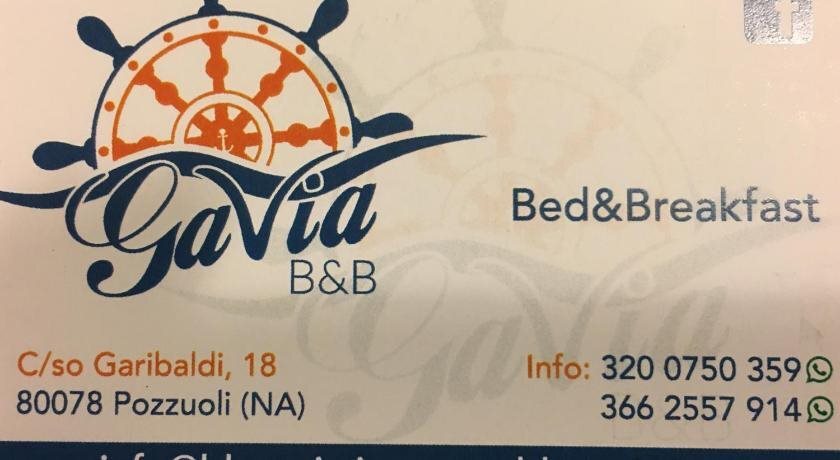 GaVia
B&B
Bed&Breakfast
C/so Garibaldi, 18
80078 Pozzuoli (NA)
Info: 320 0750 359
366 2557 914